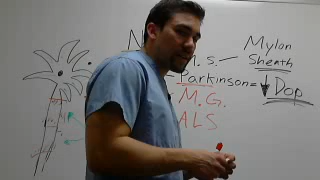 N
M.S. — Mylon
Sheath
Parkinson = ↓ Dop
M.G.
ALS